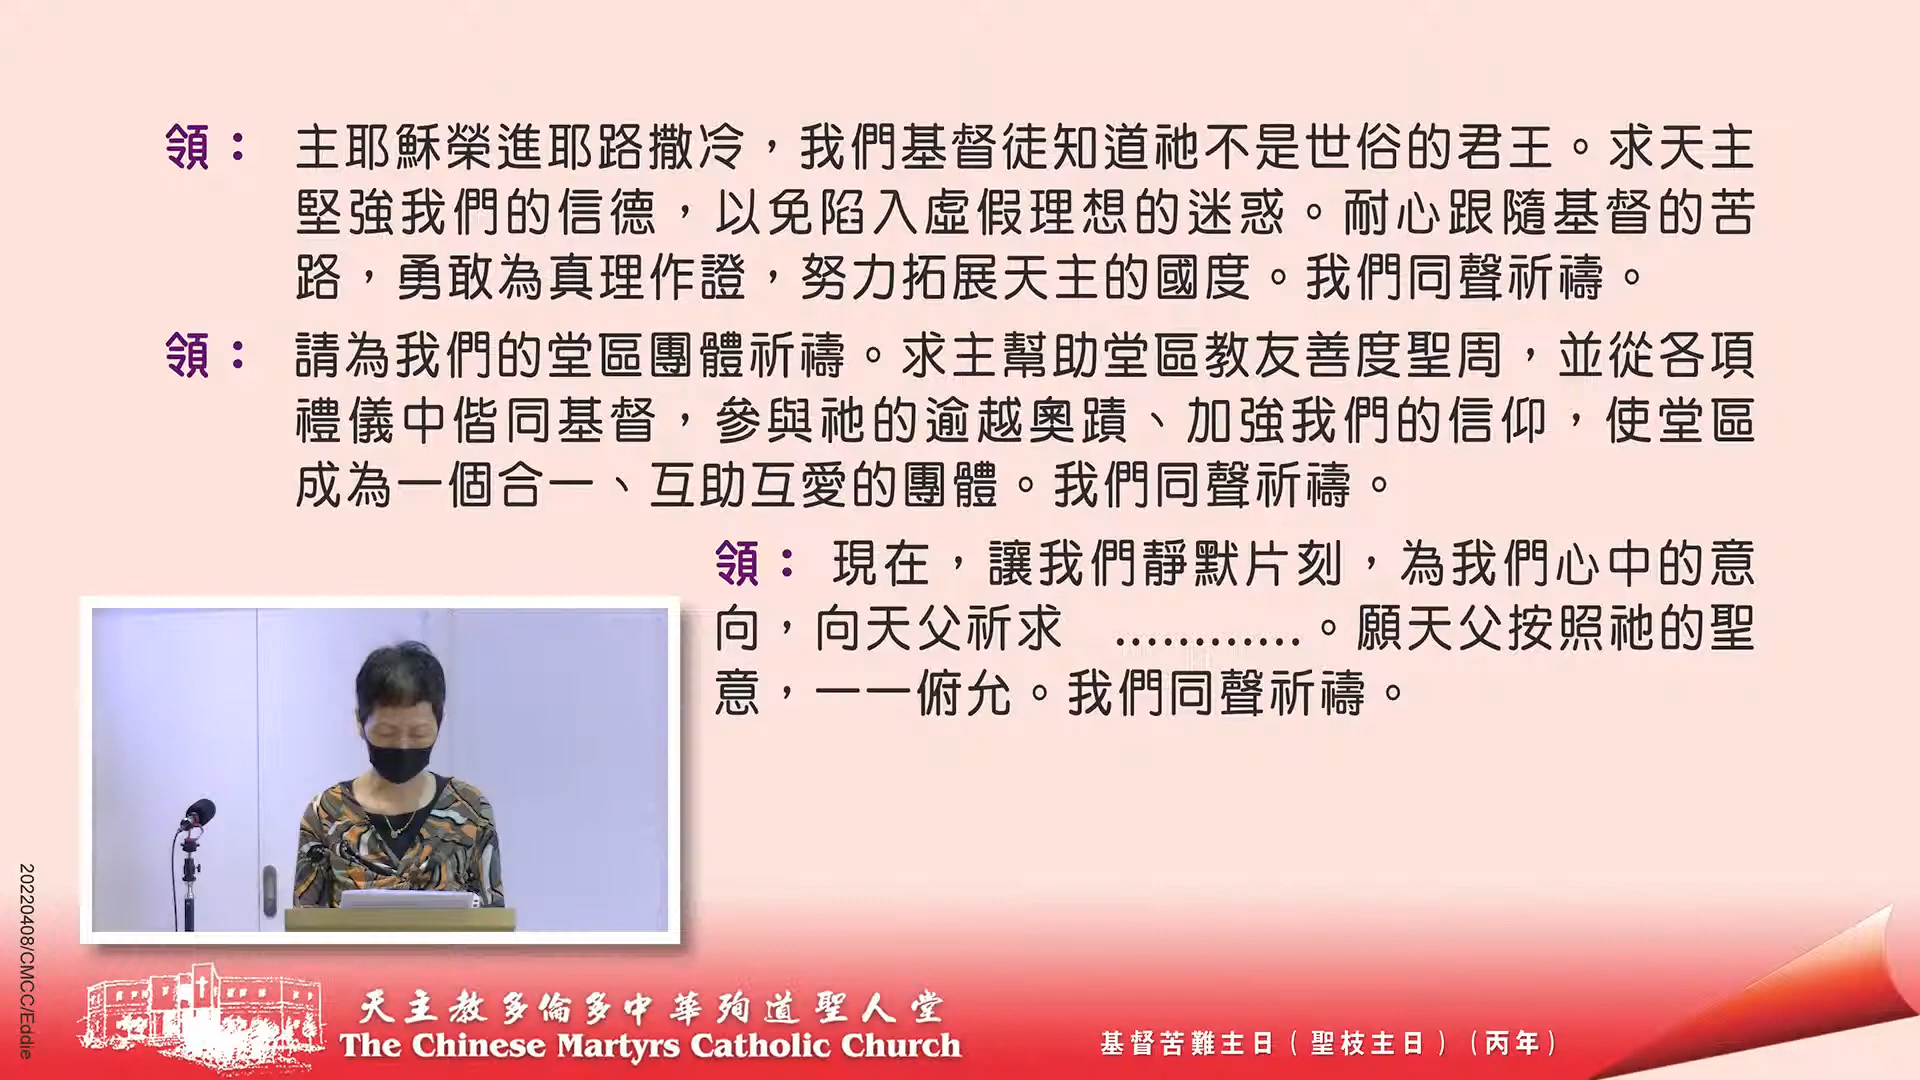 領： 主耶穌榮進耶路撒冷，我們基督徒知道祂不是世俗的君王。求天主
堅強我們的信德，以免陷入虛假理想的迷惑。耐心跟隨基督的苦
路，勇敢為真理作證，努力拓展天主的國度。我們同聲祈禱。
領： 請為我們的堂區團體祈禱。求主幫助堂區教友善度聖周，並從各項
禮儀中偕同基督，參與祂的逾越奧蹟、加強我們的信仰，使堂區
成為一個合一、互助互愛的團體。我們同聲祈禱。
領： 現在，讓我們靜默片刻，為我們心中的意
向，向天父祈求 ............。願天父按照祂的聖
意，一一俯允。我們同聲祈禱。
20220408/CMCC/Eddie
天主教多倫多中華殉道聖人堂
The Chinese Martyrs Catholic Church
基督苦難主日（聖枝主日）（丙年）